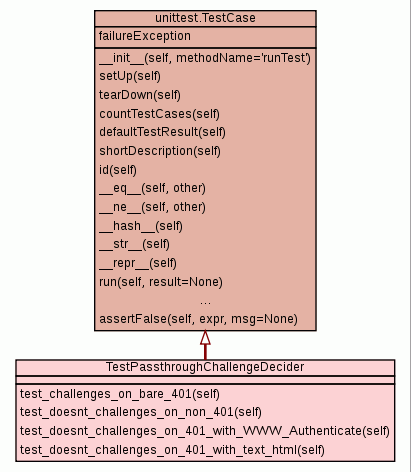 unittest.TestCase
failureException
__init__(self, methodName='runTest')
setUp(self)
tearDown(self)
countTestCases(self)
defaultTestResult(self)
shortDescription(self)
id(self)
__eq__(self, other)
__ne__(self, other)
__hash__(self)
__str__(self)
__repr__(self)
run(self, result=None)
...
assertFalse(self, expr, msg=None)
TestPassthroughChallengeDecider
test_challenges_on_bare_401(self)
test_doesnt_challenges_on_non_401(self)
test_doesnt_challenges_on_401_with_WWW_Authenticate(self)
test_doesnt_challenges_on_401_with_text_html(self)